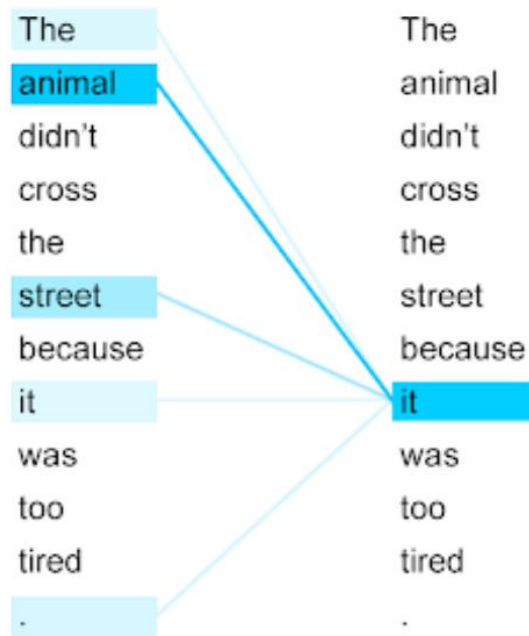 The
animal
didn't
cross
the
street
because
it
was
too
tired
.
The
animal
didn't
cross
the
street
because
it
was
too
tired
.